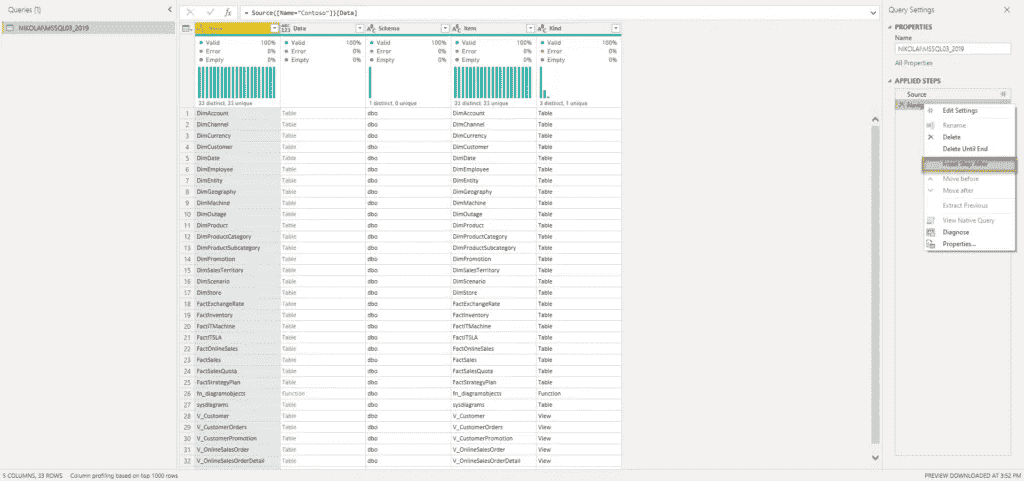 Queries (1)
= Source{[Name="Contoso"]}[Data]
Query Settings
NIKOLANMSSQL03_2019
Name Data Schema Item Kind
Valid 100% Valid 100% Valid 100% Valid 100% Valid 100%
Error 0% Error 0% Error 0% Error 0% Error 0%
Empty 0% Empty 0% Empty 0% Empty 0% Empty 0%
33 distinct, 33 unique 1 distinct, 0 unique 33 distinct, 33 unique 3 distinct, 1 unique
1 DimAccount Table dbo DimAccount Table
2 DimChannel Table dbo DimChannel Table
3 DimCurrency Table dbo DimCurrency Table
4 DimCustomer Table dbo DimCustomer Table
5 DimDate Table dbo DimDate Table
6 DimEmployee Table dbo DimEmployee Table
7 DimEntity Table dbo DimEntity Table
8 DimGeography Table dbo DimGeography Table
9 DimMachine Table dbo DimMachine Table
10 DimOutage Table dbo DimOutage Table
11 DimProduct Table dbo DimProduct Table
12 DimProductCategory Table dbo DimProductCategory Table
13 DimProductSubcategory Table dbo DimProductSubcategory Table
14 DimPromotion Table dbo DimPromotion Table
15 DimSalesTerritory Table dbo DimSalesTerritory Table
16 DimScenario Table dbo DimScenario Table
17 DimStore Table dbo DimStore Table
18 FactExchangeRate Table dbo FactExchangeRate Table
19 FactInventory Table dbo FactInventory Table
20 FactITMachine Table dbo FactITMachine Table
21 FactITSLA Table dbo FactITSLA Table
22 FactOnlineSales Table dbo FactOnlineSales Table
23 FactSales Table dbo FactSales Table
24 FactSalesQuota Table dbo FactSalesQuota Table
25 FactStrategyPlan Table dbo FactStrategyPlan Table
26 fn_diagramobjects Function dbo fn_diagramobjects Function
27 sysdiagrams Table dbo sysdiagrams Table
28 V_Customer Table dbo V_Customer View
29 V_CustomerOrders Table dbo V_CustomerOrders View
30 V_CustomerPromotion Table dbo V_CustomerPromotion View
31 V_OnlineSalesOrder Table dbo V_OnlineSalesOrder View
32 V_OnlineSalesOrderDetail Table dbo V_OnlineSalesOrderDetail View
PROPERTIES
Name
NIKOLANMSSQL03_2019
All Properties
APPLIED STEPS
Source
Edit Settings
Rename
Delete
Delete Until End
Insert Step After
Move before
Move after
Extract Previous
View Native Query
Diagnose
Properties...
5 COLUMNS, 33 ROWS Column profiling based on top 1000 rows
PREVIEW DOWNLOADED AT 3:52 PM